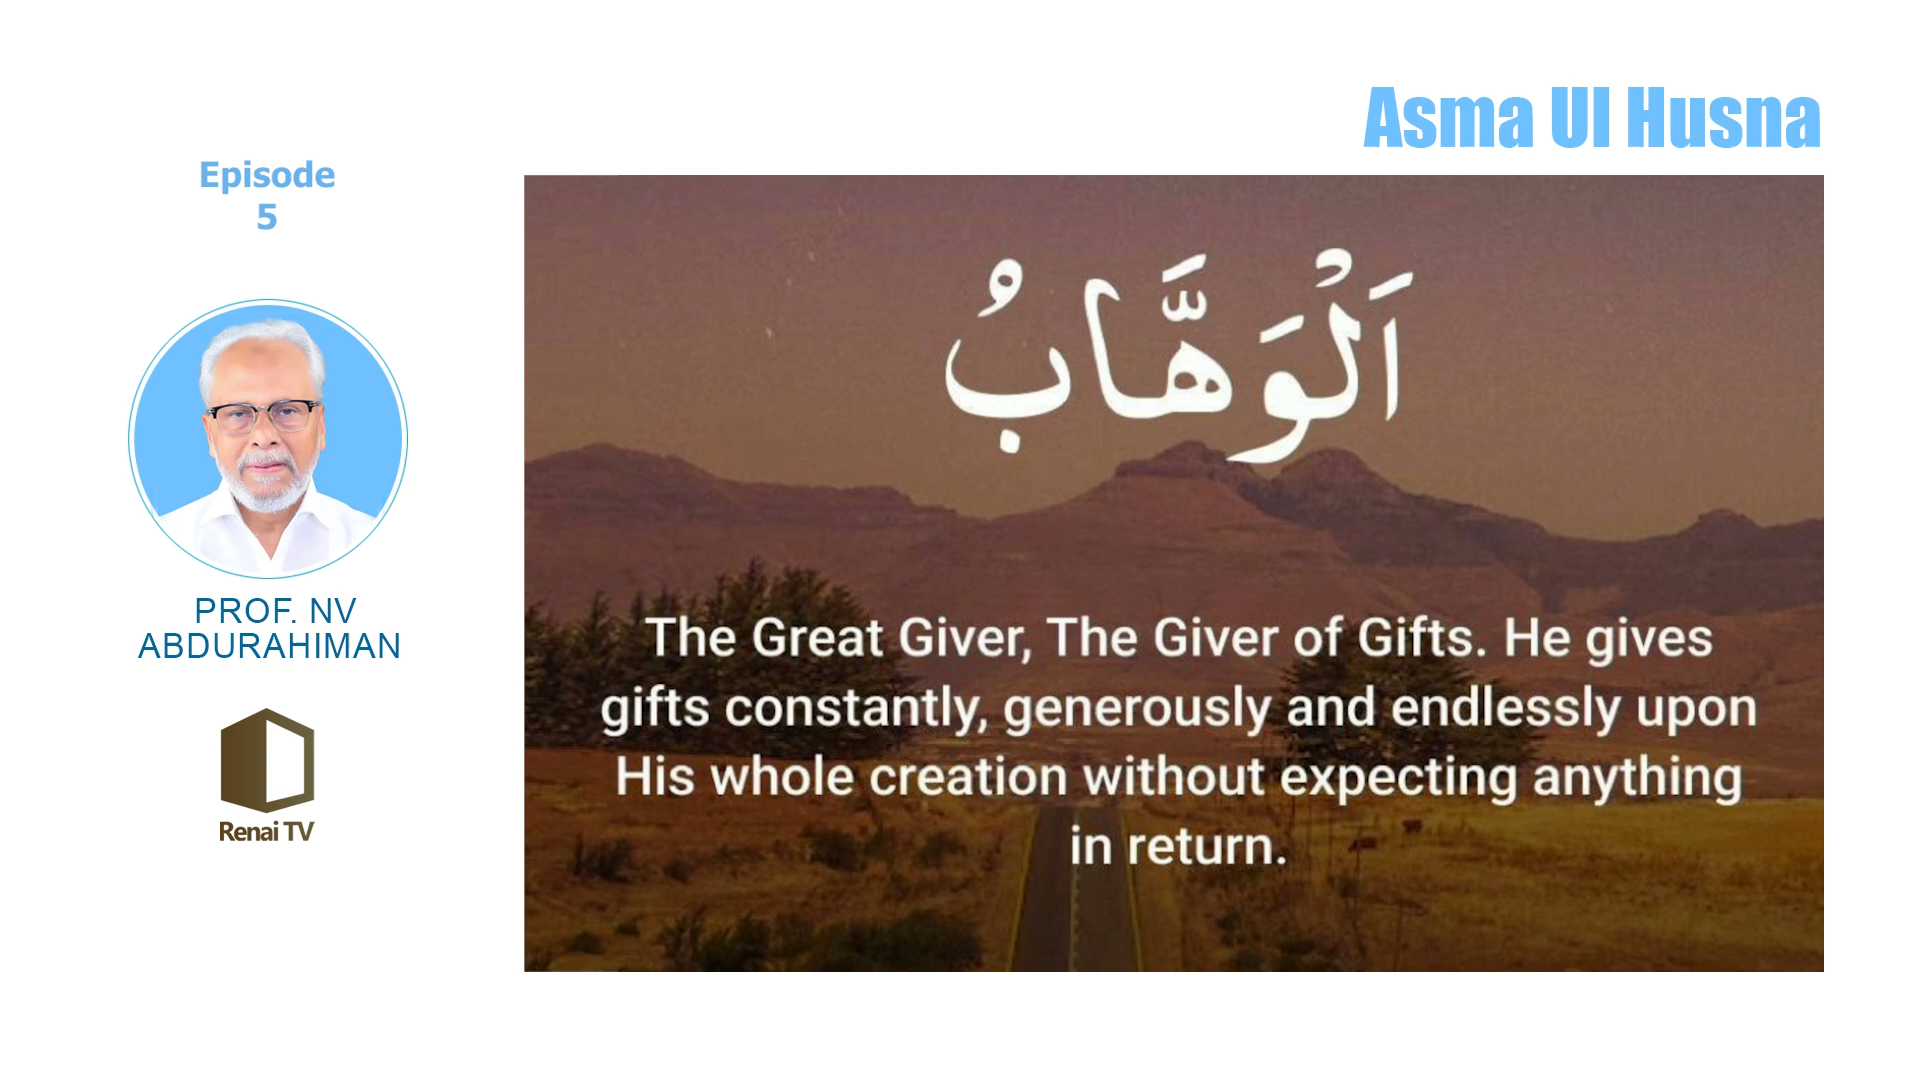 Asma Ul Husna
Episode
5
PROF. NV
ABDURAHIMAN
Renai TV
اَلْوَهَّابُ
The Great Giver, The Giver of Gifts. He gives
gifts constantly, generously and endlessly upon
His whole creation without expecting anything
in return.